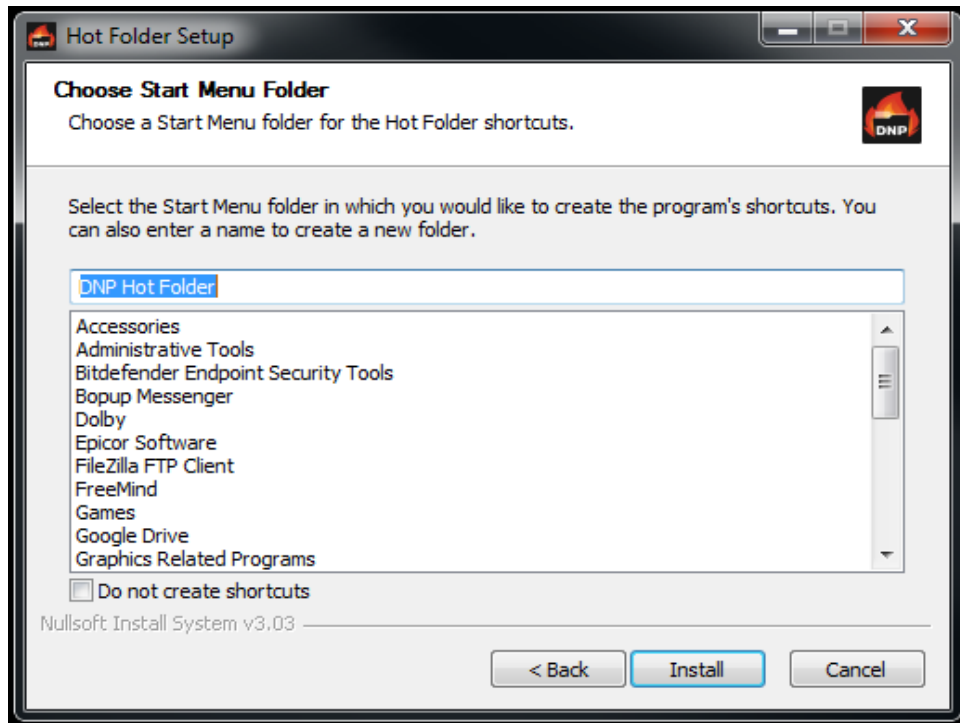 DNP
Hot Folder Setup
Choose Start Menu Folder
Choose a Start Menu folder for the Hot Folder shortcuts.
DNP
Select the Start Menu folder in which you would like to create the program's shortcuts. You
can also enter a name to create a new folder.
DNP Hot Folder
Accessories
Administrative Tools
Bitdefender Endpoint Security Tools
Bopup Messenger
Dolby
Epicor Software
FileZilla FTP Client
FreeMind
Games
Google Drive
Graphics Related Programs
Do not create shortcuts
Nullsoft Install System v3.03
< Back
Install
Cancel